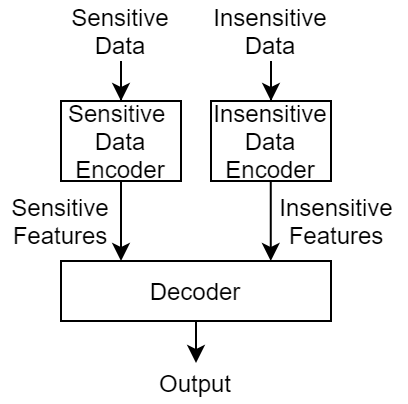 Sensitive
Data
Insensitive
Data
Sensitive
Data
Encoder
Insensitive
Data
Encoder
Sensitive
Features
Insensitive
Features
Decoder
Output